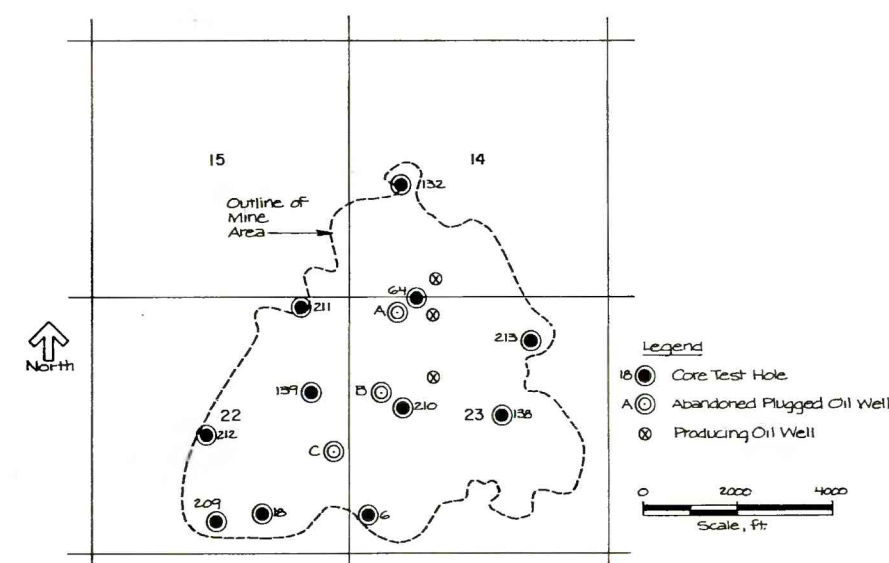 15
14
132
Outline of
Mine
Area
64
211
A
213
North
Legend
18 Core Test Hole
A Abandoned Plugged Oil Well
Producing Oil Well
139
B
210
22
23
138
212
C
209
18
6
0 2000 4000
Scale, ft.